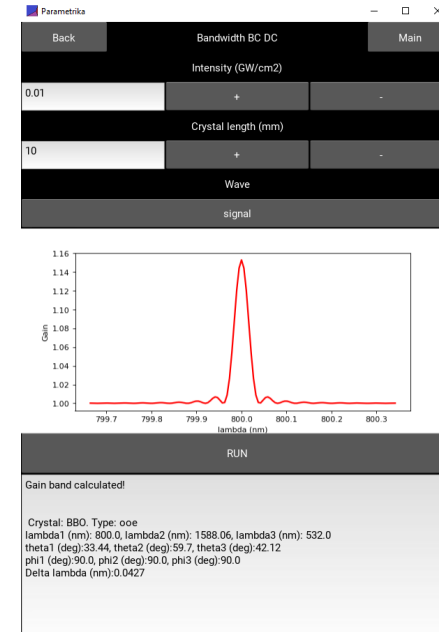 Parametrika
Back
Bandwidth BC DC
Main
Intensity (GW/cm2)
0.01
+
-
Crystal length (mm)
10
+
-
Wave
signal
1.16
1.14
1.12
1.10
1.08
1.06
1.04
1.02
1.00
Gain
799.7 799.8 799.9 800.0 800.1 800.2 800.3
lambda (nm)
RUN
Gain band calculated!
Crystal: BBO. Type: ooe
lambda1 (nm): 800.0, lambda2 (nm): 1588.06, lambda3 (nm): 532.0
theta1 (deg):33.44, theta2 (deg):59.7, theta3 (deg):42.12
phi1 (deg):90.0, phi2 (deg):90.0, phi3 (deg):90.0
Delta lambda (nm):0.0427